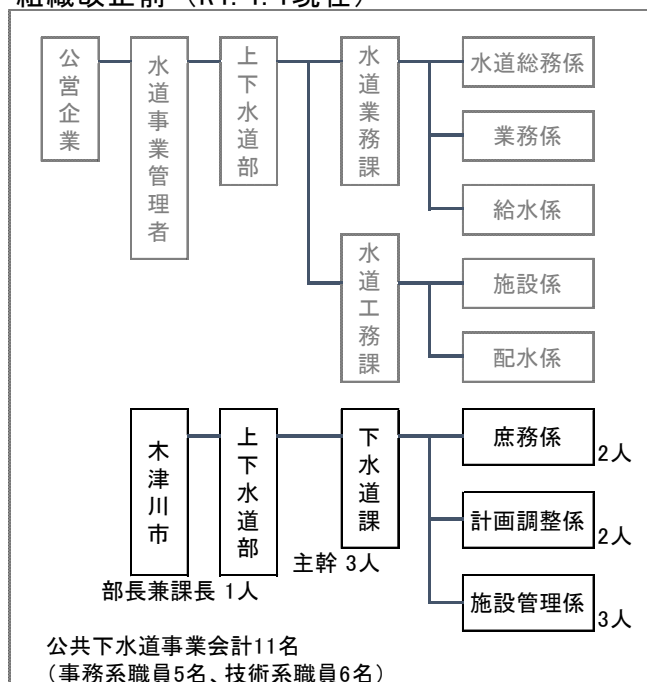 組織改正前（R4.4.1現在）
公営企業
水道事業管理者
上下水道部
水道業務課
水道総務係
業務係
給水係
水道工務課
施設係
配水係
木津川市
上下水道部
下水道課
庶務係
2人
計画調整係
2人
施設管理係
3人
部長兼課長 1人
主幹 3人
公共下水道事業会計11名
（事務系職員5名、技術系職員6名）